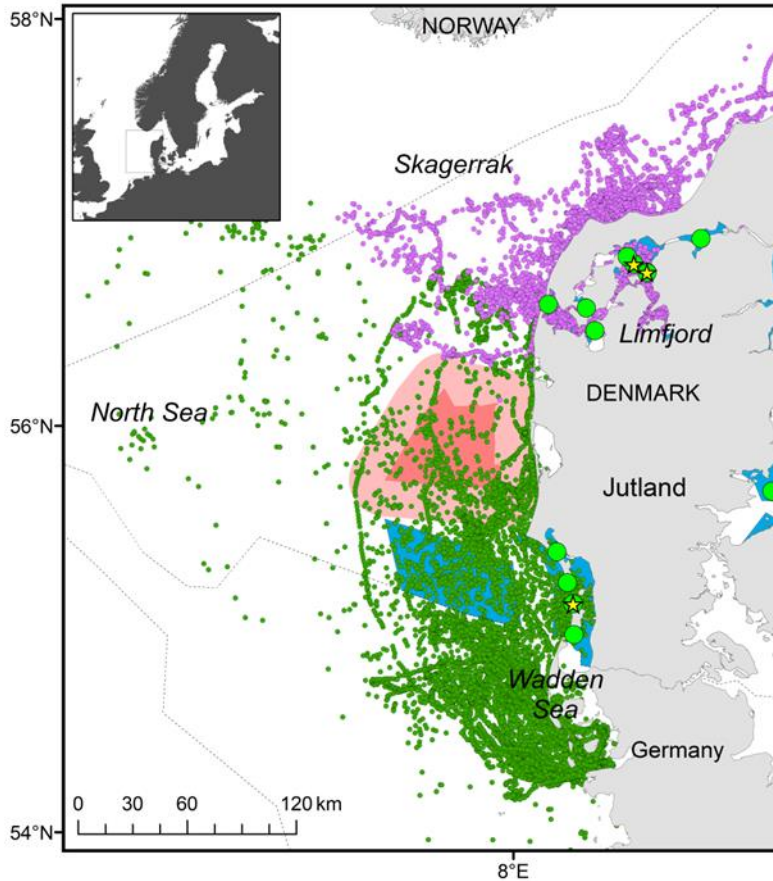 58°N
NORWAY
Skagerrak
Limfjord
DENMARK
North Sea
56°N
Jutland
Wadden
Sea
Germany
0 30 60 120 km
54°N
8°E